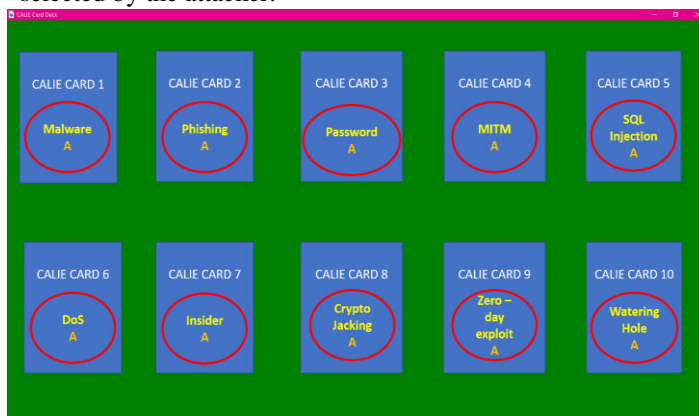 selected by the attacker.
CALIE Card Deck
CALIE CARD 1
Malware
A
CALIE CARD 2
Phishing
A
CALIE CARD 3
Password
A
CALIE CARD 4
MITM
A
CALIE CARD 5
SQL
Injection
A
CALIE CARD 6
DoS
A
CALIE CARD 7
Insider
A
CALIE CARD 8
Crypto
Jacking
A
CALIE CARD 9
Zero –
day
exploit
A
CALIE CARD 10
Watering
Hole
A